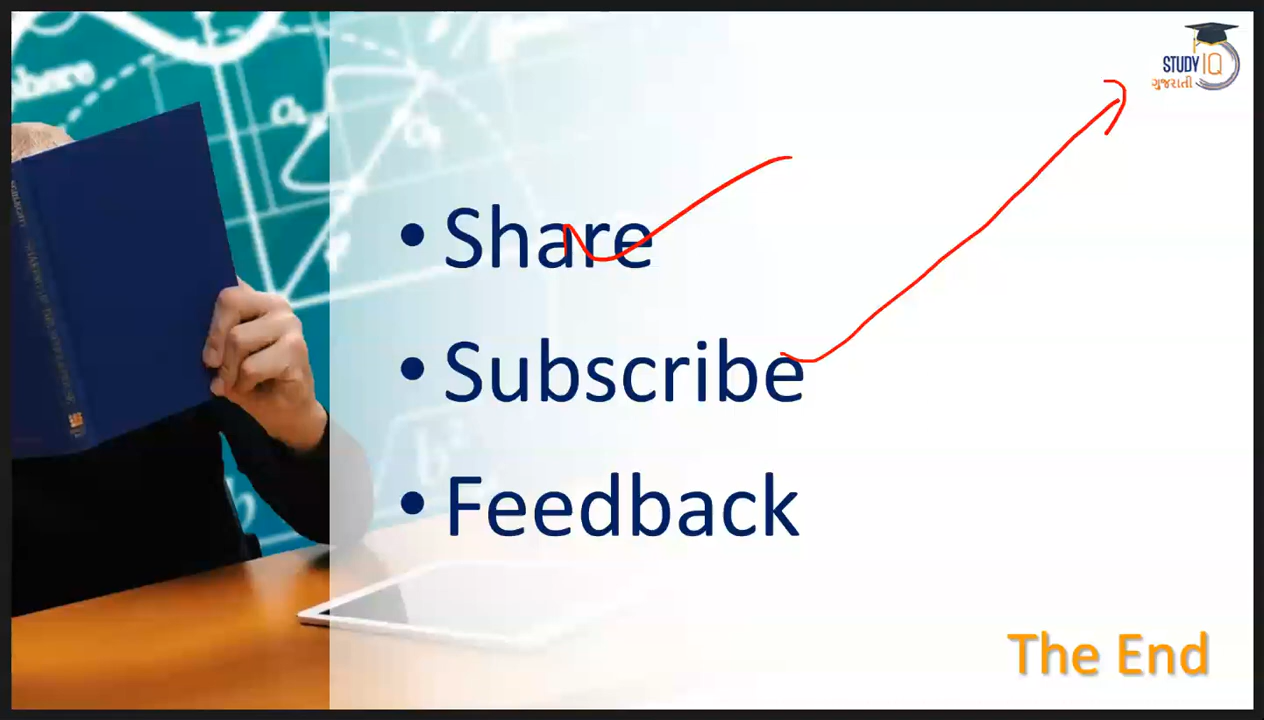 STUDY IQ
ગુજરાતી
• Share
• Subscribe
• Feedback
The End